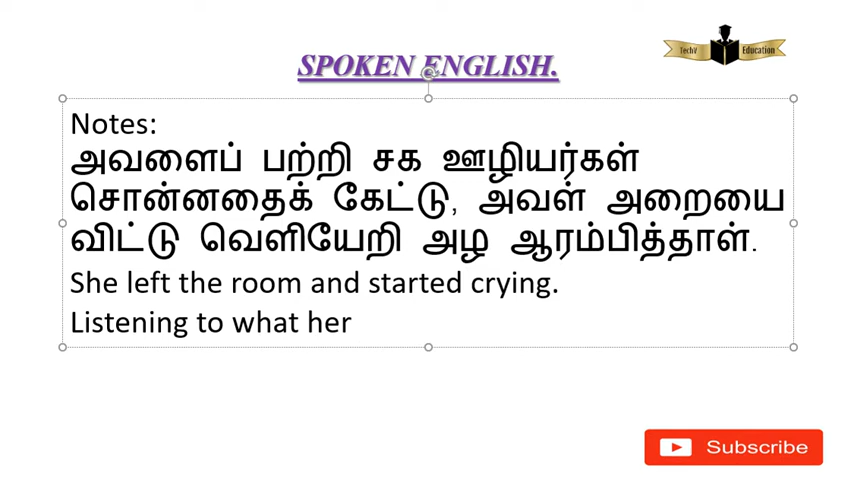 TechV Education
SPOKEN ENGLISH.
Notes:
அவளைப் பற்றி சக ஊழியர்கள்
சொன்னதைக் கேட்டு, அவள் அறையை
விட்டு வெளியேறி அழ ஆரம்பித்தாள்.
She left the room and started crying.
Listening to what her
Subscribe